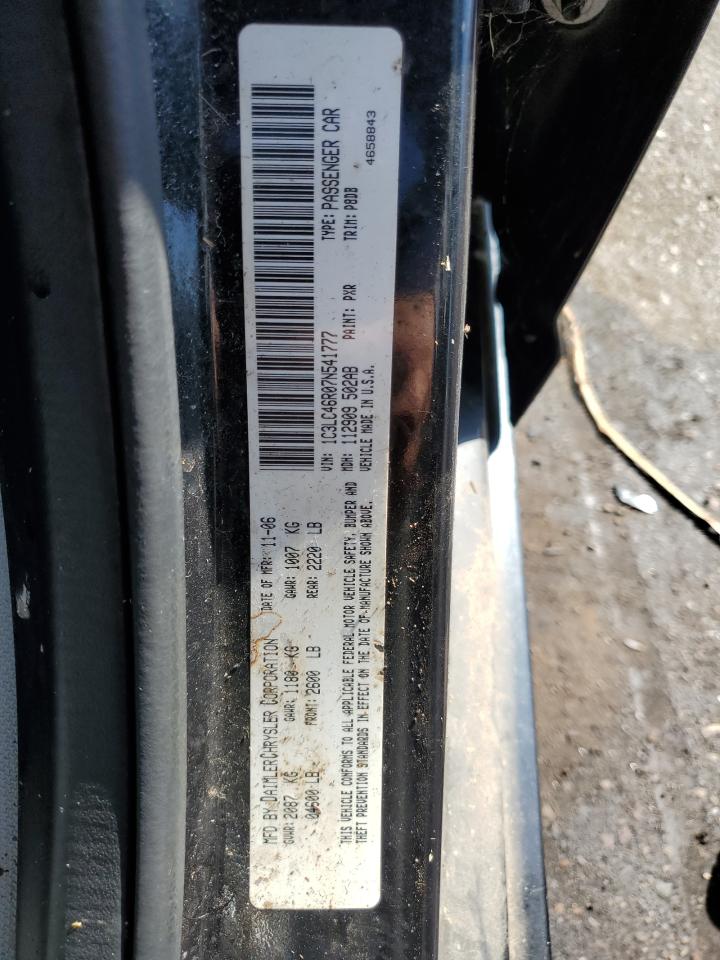 MFD BY DAIMLERCHRYSLER CORPORATION DATE OF MFR: 11-06
GVWR: 2087 KG GAWR: 1180 KG GAWR: 1007 KG
04600 LB FRONT: 2600 LB REAR: 2220 LB
THIS VEHICLE CONFORMS TO ALL APPLICABLE FEDERAL MOTOR VEHICLE SAFETY, BUMPER AND
THEFT PREVENTION STANDARDS IN EFFECT ON THE DATE OF MANUFACTURE SHOWN ABOVE.
VIN: 1C3LC46R07N541777 TYPE: PASSENGER CAR
MDH: 112909 502AB PAINT: PXR TRIM: P8DB
VEHICLE MADE IN U.S.A. 4658843